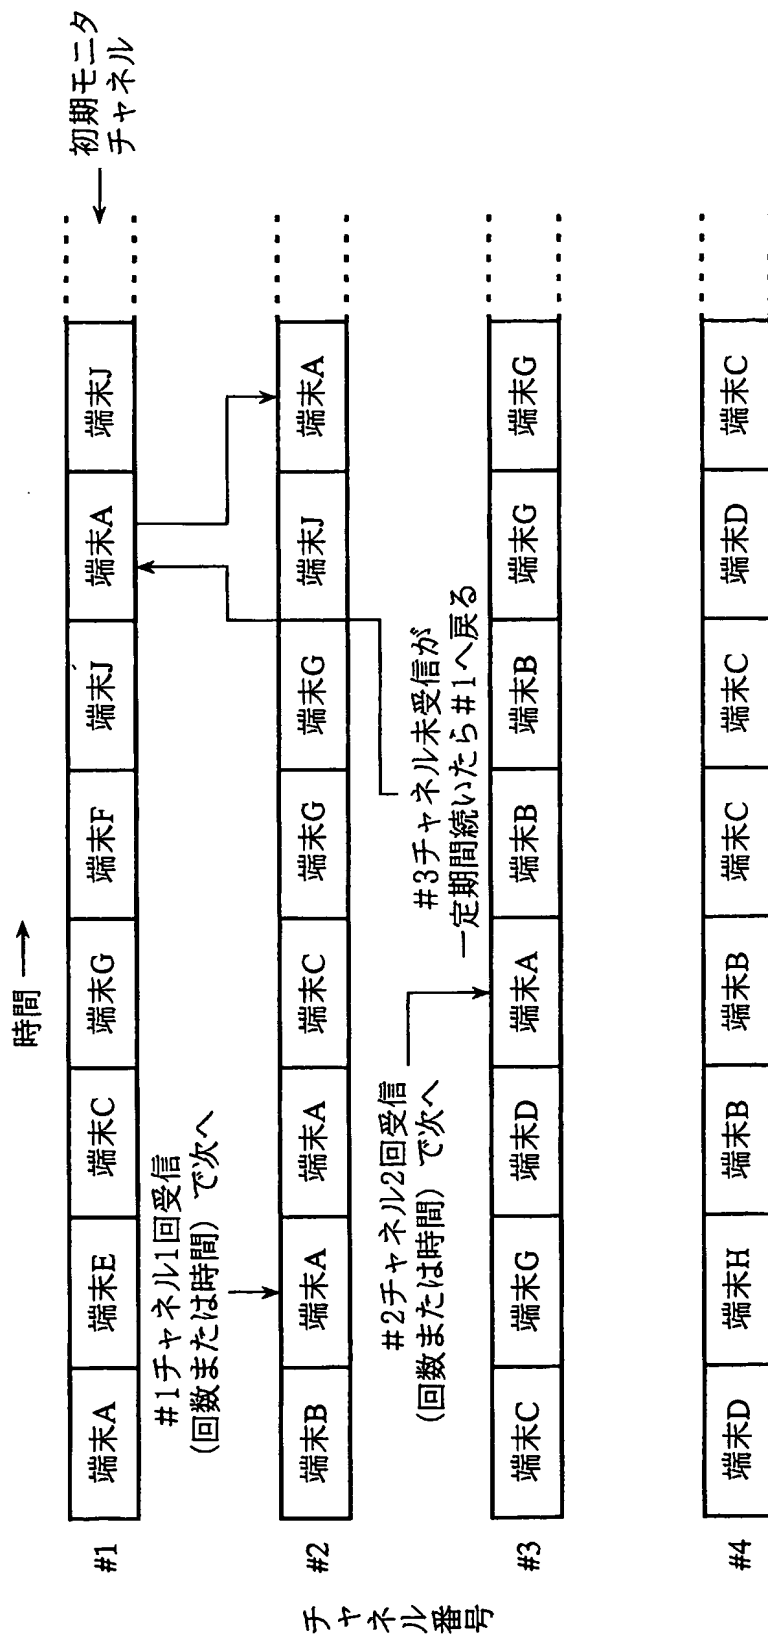 時間 →
初期モニタ
チャネル
チャネル番号
#1 端末A 端末E 端末C 端末G 端末F 端末J 端末A 端末J
#1チャネル1回受信
(回数または時間) で次へ
#2 端末B 端末A 端末A 端末C 端末G 端末G 端末J 端末A
#2チャネル2回受信
(回数または時間) で次へ
#3チャネル未受信が
一定期間続いたら#1へ戻る
#3 端末C 端末G 端末D 端末A 端末B 端末B 端末G 端末G
#4 端末D 端末H 端末B 端末B 端末C 端末C 端末D 端末C